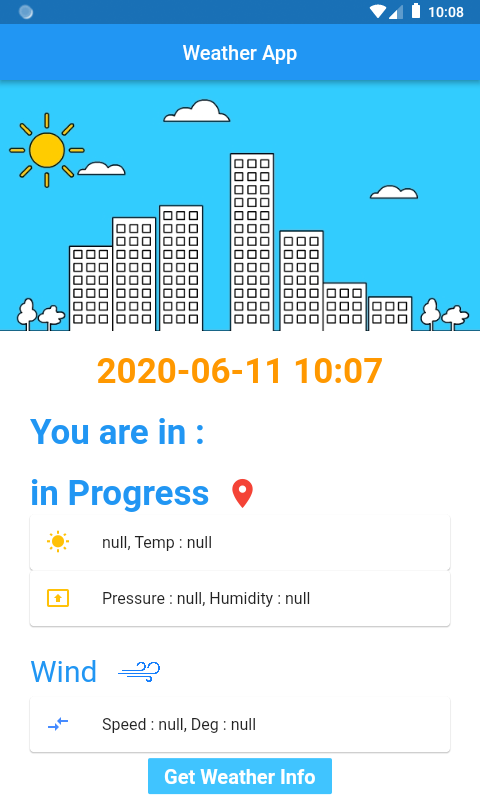 10:08
Weather App
2020-06-11 10:07
You are in :
in Progress
null, Temp : null
Pressure : null, Humidity : null
Wind
Speed : null, Deg : null
Get Weather Info